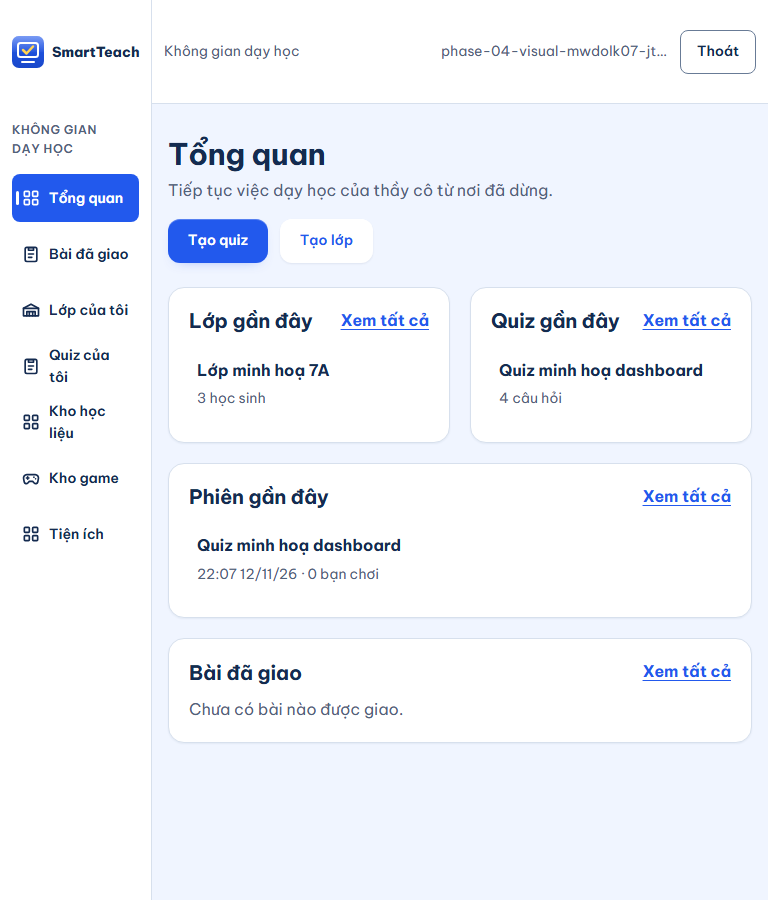 SmartTeach
Không gian dạy học
phase-04-visual-mwdolk07-jt...
Thoát
KHÔNG GIAN
DẠY HỌC
Tổng quan
Bài đã giao
Lớp của tôi
Quiz của
tôi
Kho học
liệu
Kho game
Tiện ích
Tổng quan
Tiếp tục việc dạy học của thầy cô từ nơi đã dừng.
Tạo quiz
Tạo lớp
Lớp gần đây
Xem tất cả
Lớp minh hoạ 7A
3 học sinh
Quiz gần đây
Xem tất cả
Quiz minh hoạ dashboard
4 câu hỏi
Phiên gần đây
Xem tất cả
Quiz minh hoạ dashboard
22:07 12/11/26 · 0 bạn chơi
Bài đã giao
Xem tất cả
Chưa có bài nào được giao.